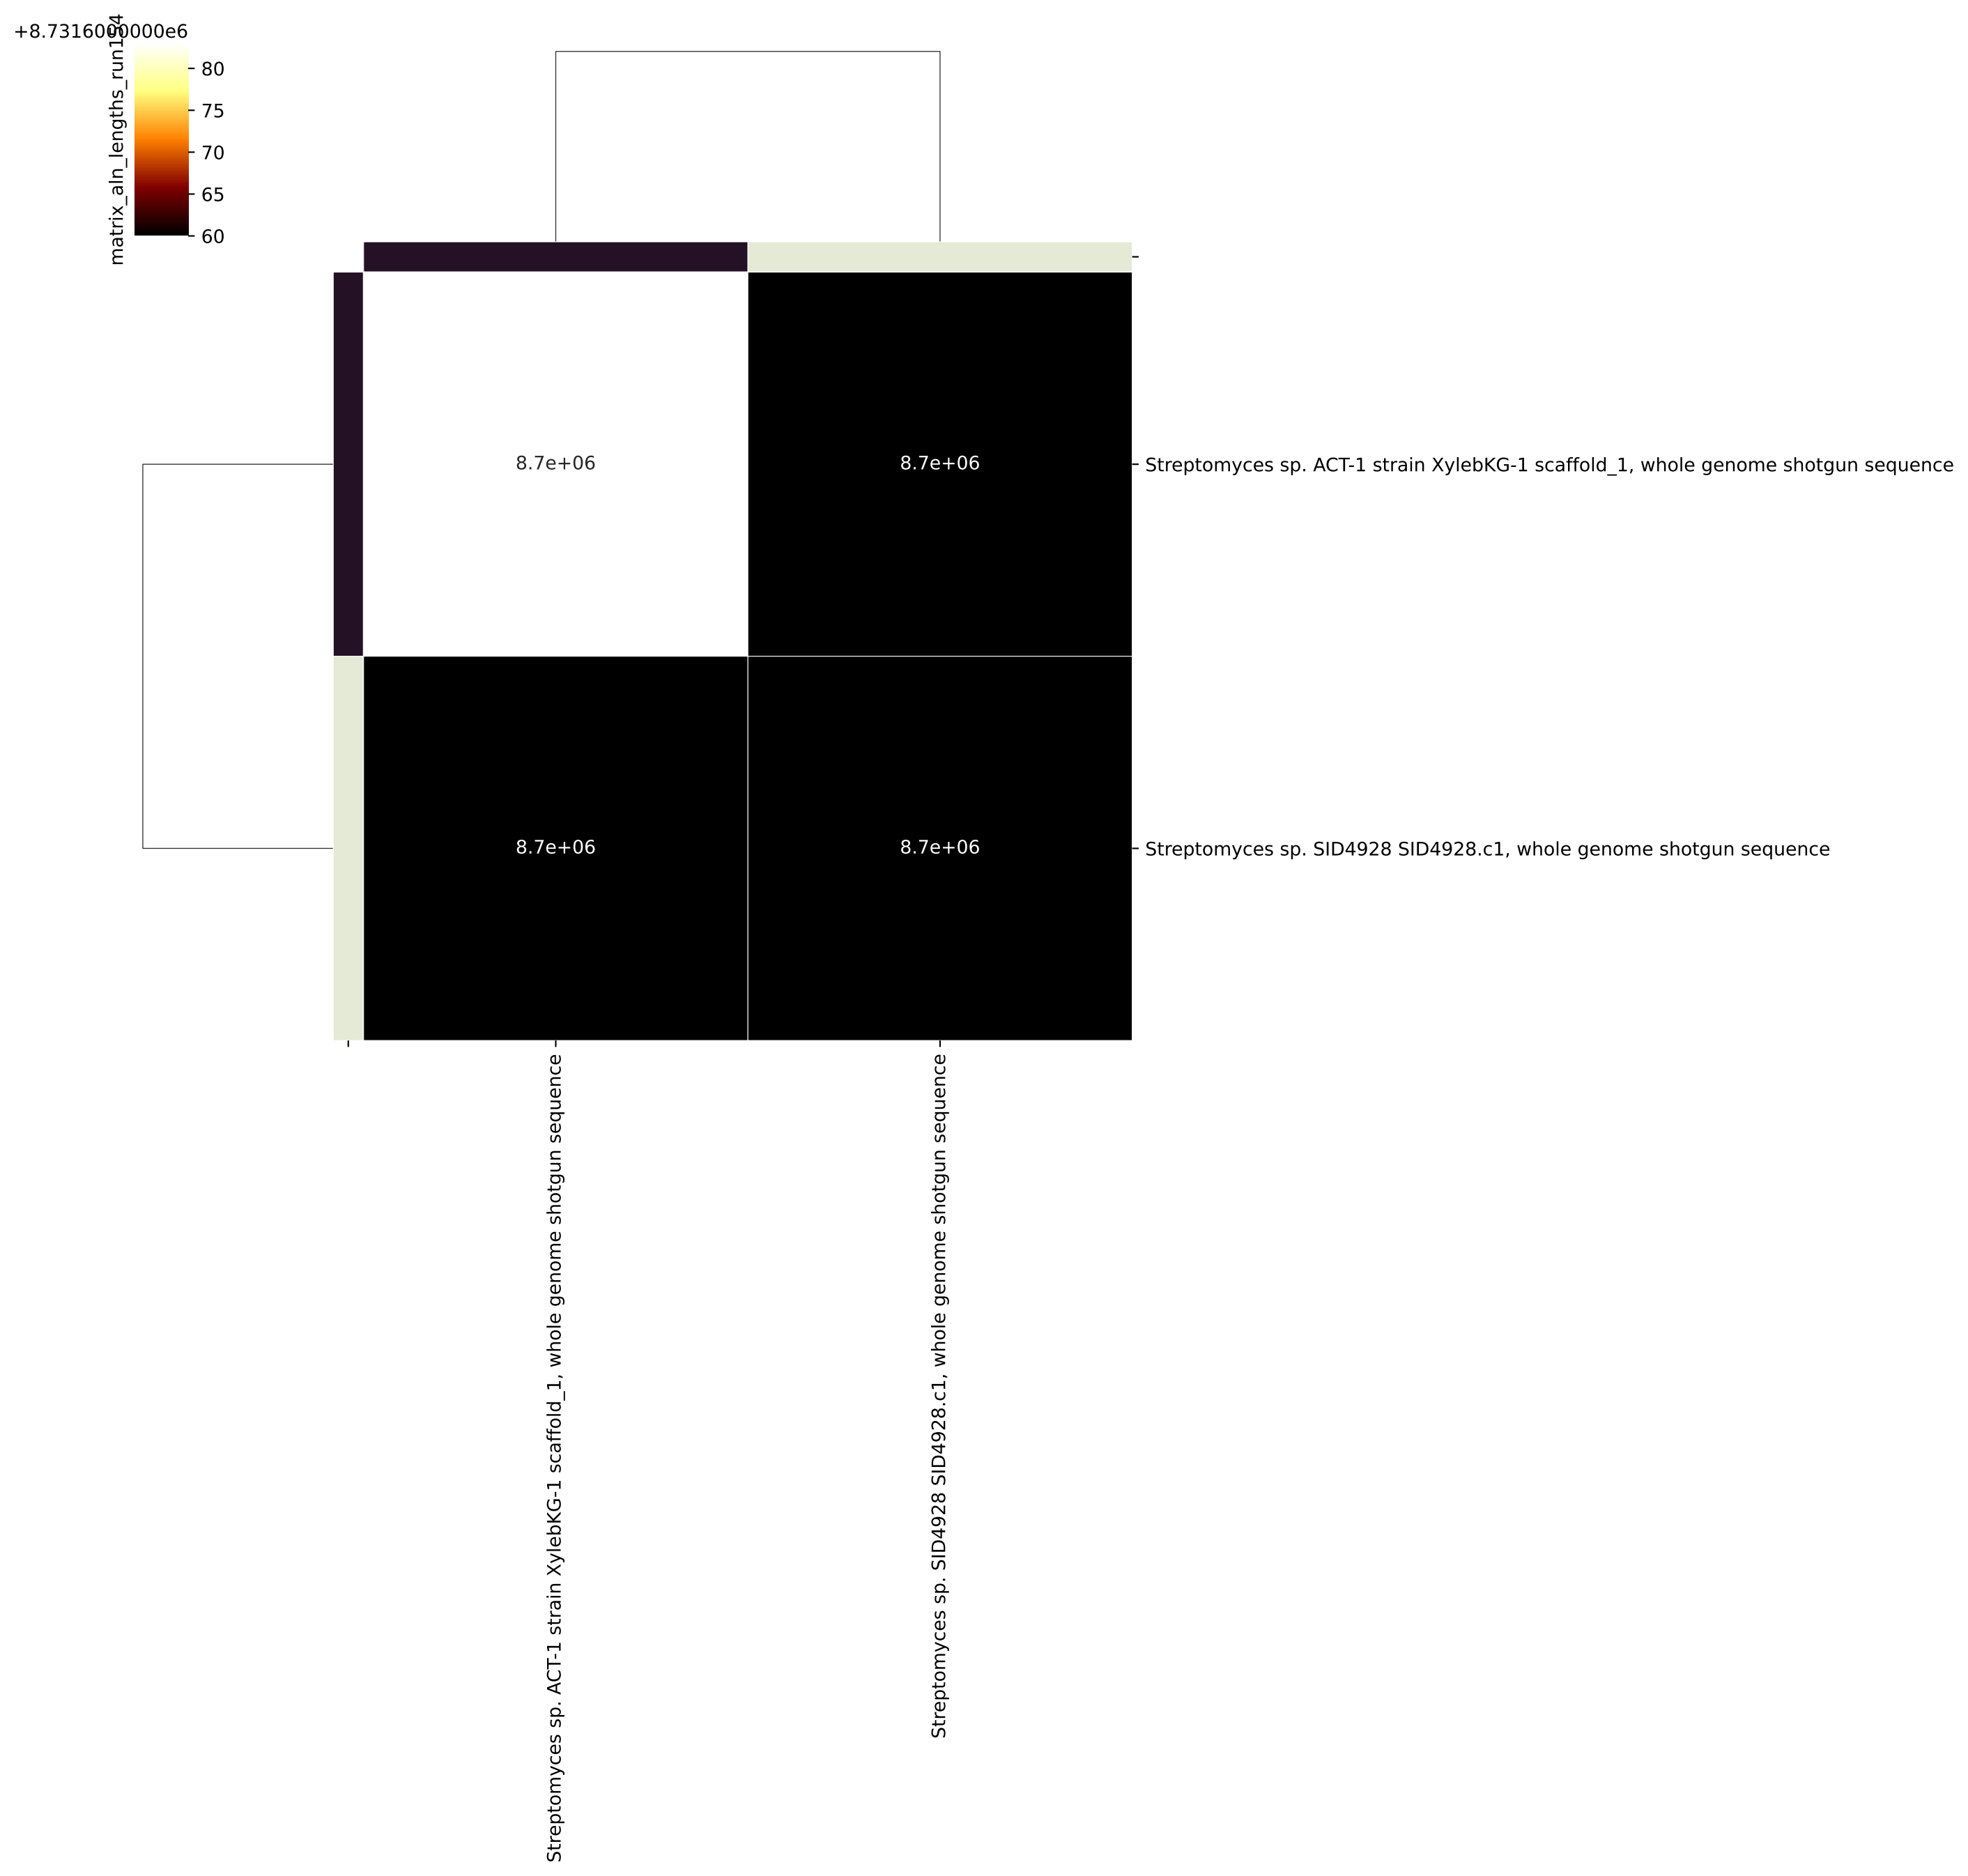 +8.7316000000e6
matrix_aln_lengths_run154
80
75
70
65
60
8.7e+06
8.7e+06
Streptomyces sp. ACT-1 strain XylebKG-1 scaffold_1, whole genome shotgun sequence
8.7e+06
8.7e+06
Streptomyces sp. SID4928 SID4928.c1, whole genome shotgun sequence
Streptomyces sp. ACT-1 strain XylebKG-1 scaffold_1, whole genome shotgun sequence
Streptomyces sp. SID4928 SID4928.c1, whole genome shotgun sequence